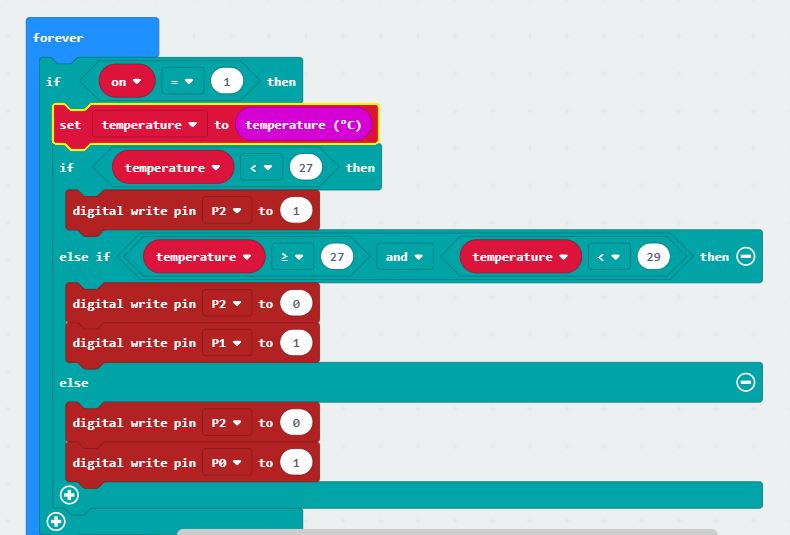 forever
if on = 1 then
set temperature to temperature (°C)
if temperature < 27 then
digital write pin P2 to 1
else if temperature ≥ 27 and temperature < 29 then
digital write pin P2 to 0
digital write pin P1 to 1
else
digital write pin P2 to 0
digital write pin P0 to 1